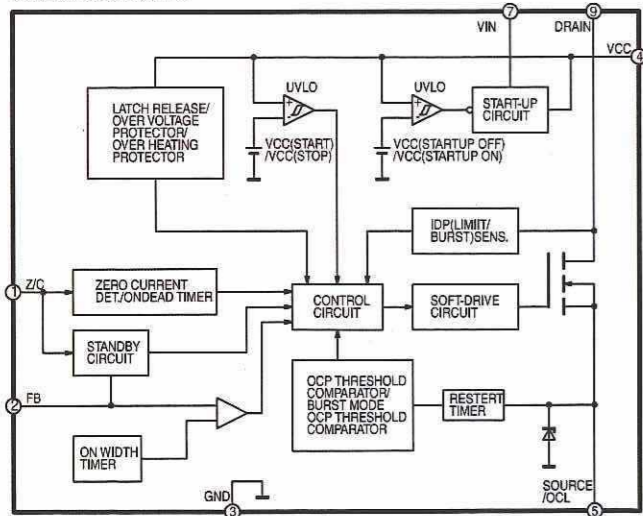 7
9
VIN
DRAIN
VCC
4
UVLO
UVLO
LATCH RELEASE/
OVER VOLTAGE
PROTECTOR/
OVER HEATING
PROTECTOR
START-UP
CIRCUIT
VCC(START)
/VCC(STOP)
VCC(STARTUP OFF)
/VCC(STARTUP ON)
IDP(LIMIIT/
BURST)SENS.
1
Z/C
ZERO CURRENT
DET./ONDEAD TIMER
CONTROL
CIRCUIT
SOFT-DRIVE
CIRCUIT
STANDBY
CIRCUIT
2
FB
OCP THRESHOLD
COMPARATOR/
BURST MODE
OCP THRESHOLD
COMPARATOR
RESTERT
TIMER
ON WIDTH
TIMER
GND
3
SOURCE
/OCL
5